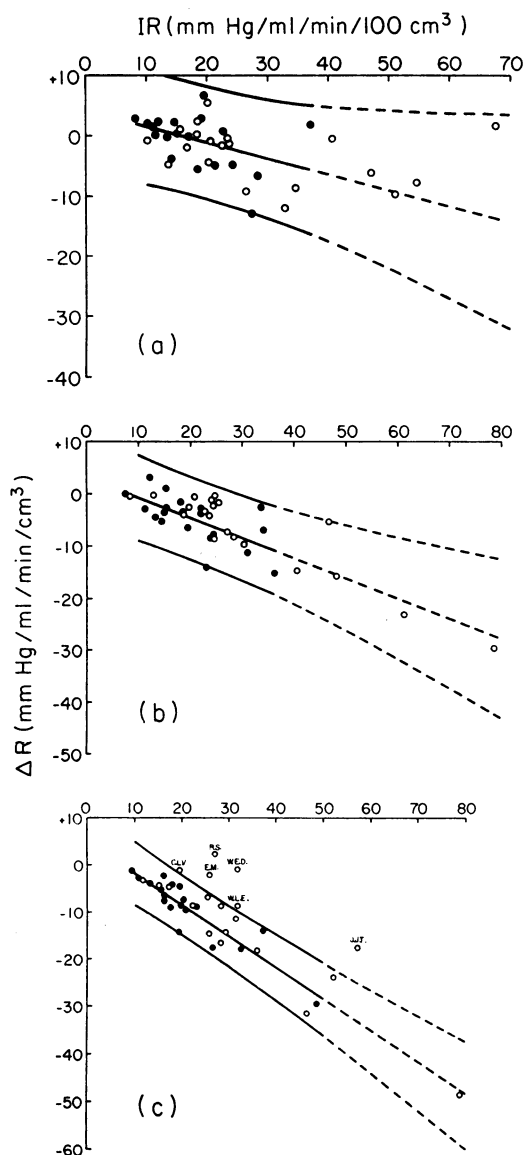 IR (mm Hg/ml/min/100 cm³)
0 10 20 30 40 50 60 70
+10
0
-10
-20
-30
-40
(a)
0 10 20 30 40 50 60 70 80
+10
0
-10
-20
-30
-40
-50
(b)
ΔR (mm Hg/ml/min/cm³)
0 10 20 30 40 50 60 70 80
+10
0
-10
-20
-30
-40
-50
-60
R.S.
C.L.V.
E.M.
W.E.D.
W.L.E.
J.J.T.
(c)